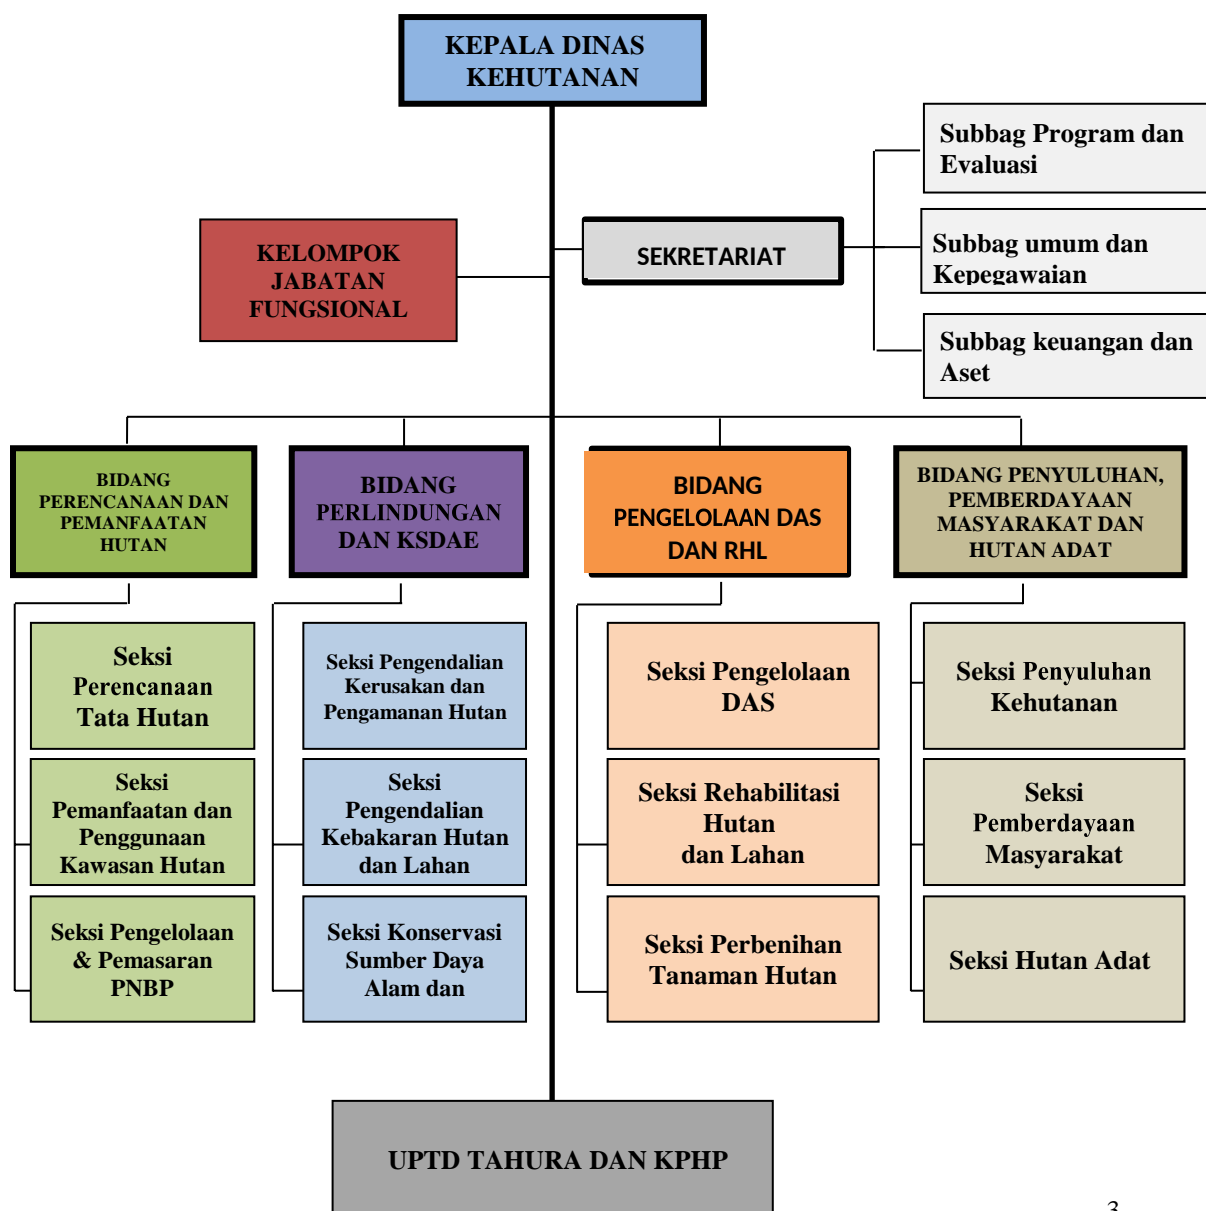 KEPALA DINAS
KEHUTANAN
Subbag Program dan
Evaluasi
KELOMPOK
JABATAN
FUNGSIONAL
SEKRETARIAT
Subbag umum dan
Kepegawaian
Subbag keuangan dan
Aset
BIDANG
PERENCANAAN DAN
PEMANFAATAN
HUTAN
BIDANG
PERLINDUNGAN
DAN KSDAE
BIDANG
PENGELOLAAN DAS
DAN RHL
BIDANG PENYULUHAN,
PEMBERDAYAAN
MASYARAKAT DAN
HUTAN ADAT
Seksi
Perencanaan
Tata Hutan
Seksi Pengendalian
Kerusakan dan
Pengamanan Hutan
Seksi Pengelolaan
DAS
Seksi Penyuluhan
Kehutanan
Seksi
Pemanfaatan dan
Penggunaan
Kawasan Hutan
Seksi
Pengendalian
Kebakaran Hutan
dan Lahan
Seksi Rehabilitasi
Hutan
dan Lahan
Seksi
Pemberdayaan
Masyarakat
Seksi Pengelolaan
& Pemasaran
PNBP
Seksi Konservasi
Sumber Daya
Alam dan
Seksi Perbenihan
Tanaman Hutan
Seksi Hutan Adat
UPTD TAHURA DAN KPHP
3